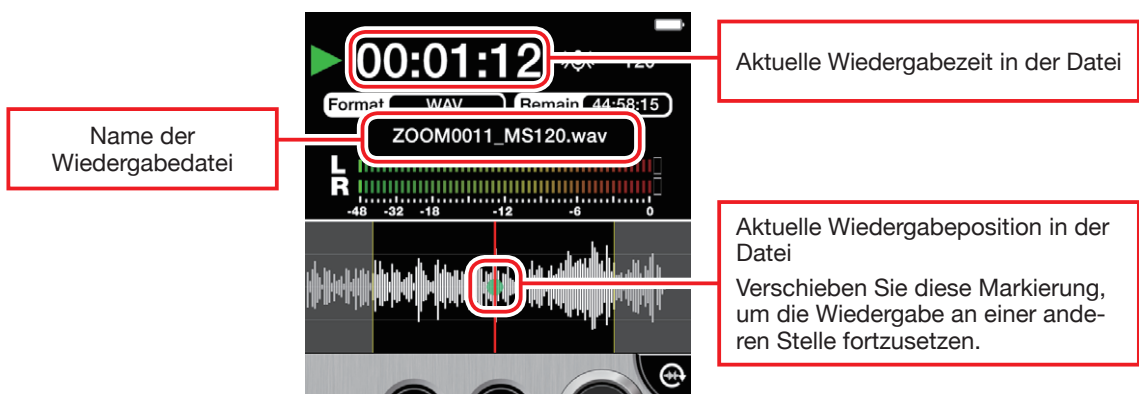 00:01:12
120
Aktuelle Wiedergabezeit in der Datei
Format WAV Remain 44:58:15
Name der
Wiedergabedatei
ZOOM0011_MS120.wav
L
R
-48 -32 -18 -12 -6 0
Aktuelle Wiedergabeposition in der
Datei
Verschieben Sie diese Markierung,
um die Wiedergabe an einer ande-
ren Stelle fortzusetzen.